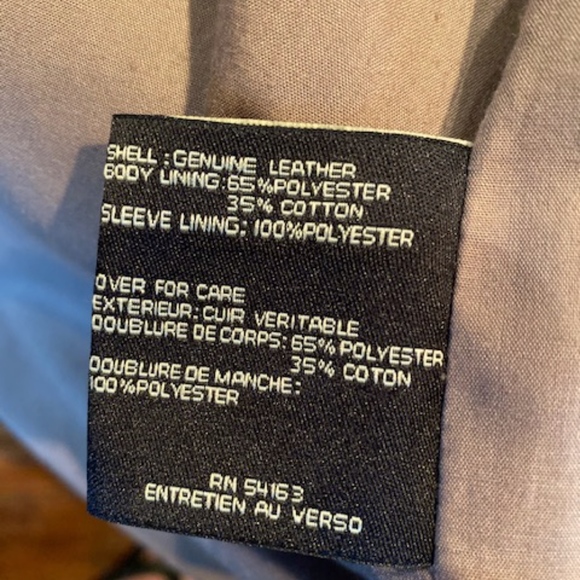 SHELL : GENUINE LEATHER
BODY LINING: 65%POLYESTER
35% COTTON
SLEEVE LINING: 100%POLYESTER
OVER FOR CARE
EXTERIEUR: CUIR VERITABLE
DOUBLURE DE CORPS: 65% POLYESTER
35% COTON
DOUBLURE DE MANCHE:
100%POLYESTER
RN 54163
ENTRETIEN AU VERSO